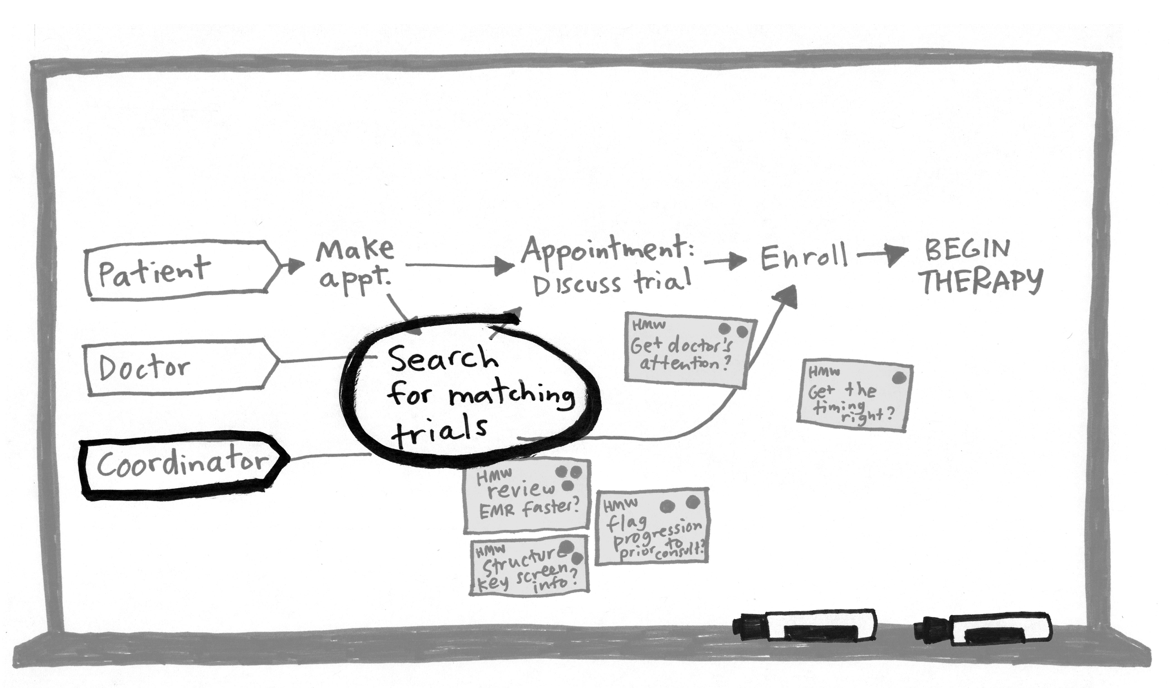 Patient
Make
appt.
Appointment:
Discuss trial
Enroll
BEGIN
THERAPY
Doctor
Search
for matching
trials
Coordinator
HMW
Get doctor's
attention?
HMW
Get the
timing
right?
HMW
review
EMR faster?
HMW
flag
progression
prior to
consult?
HMW
Structure
key screen
info?